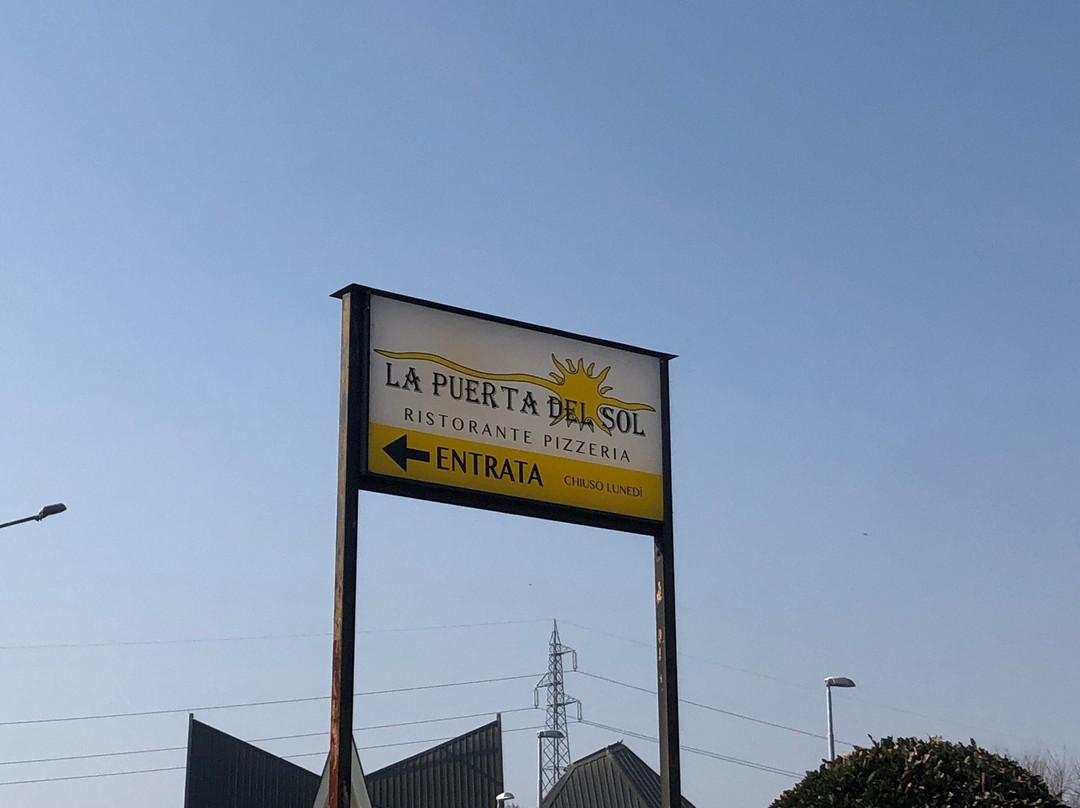 LA PUERTA DEL SOL
RISTORANTE PIZZERIA
ENTRATA CHIUSO LUNEDÌ